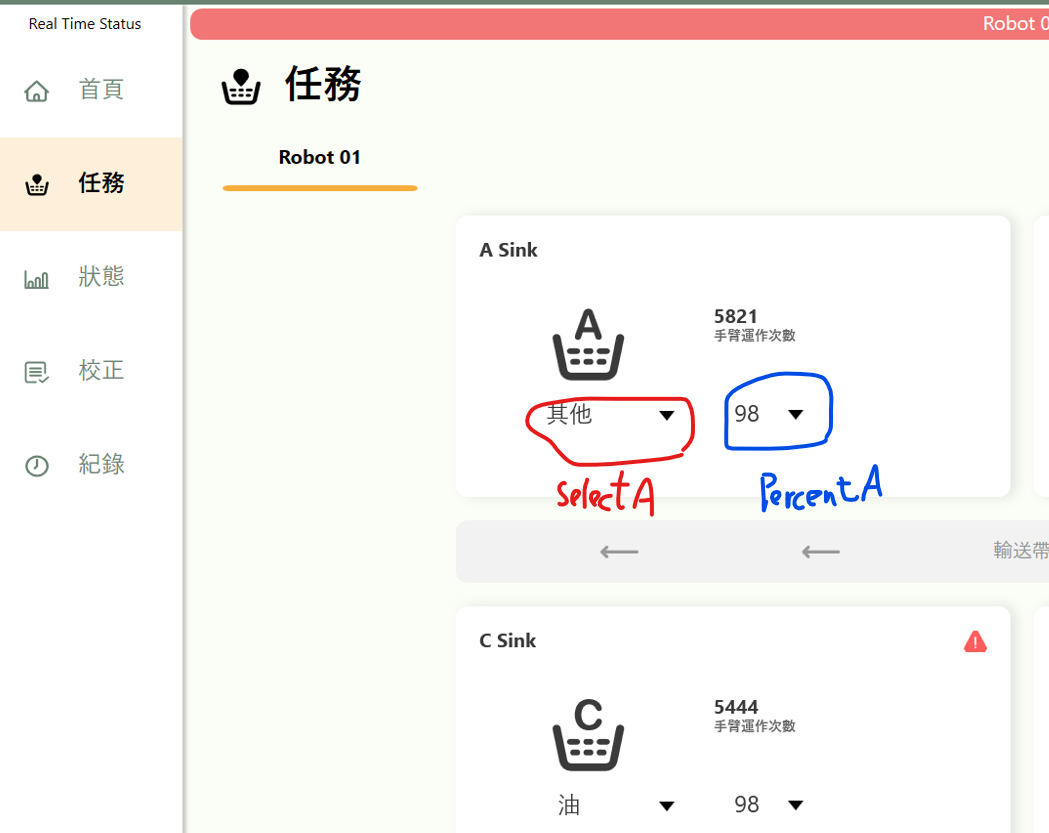 Real Time Status
Robot 0
首頁
任務
任務
Robot 01
狀態
校正
紀錄
A Sink
A
5821
手臂運作次數
其他
98
select A
Percent A
輸送帶
C Sink
C
5444
手臂運作次數
油
98